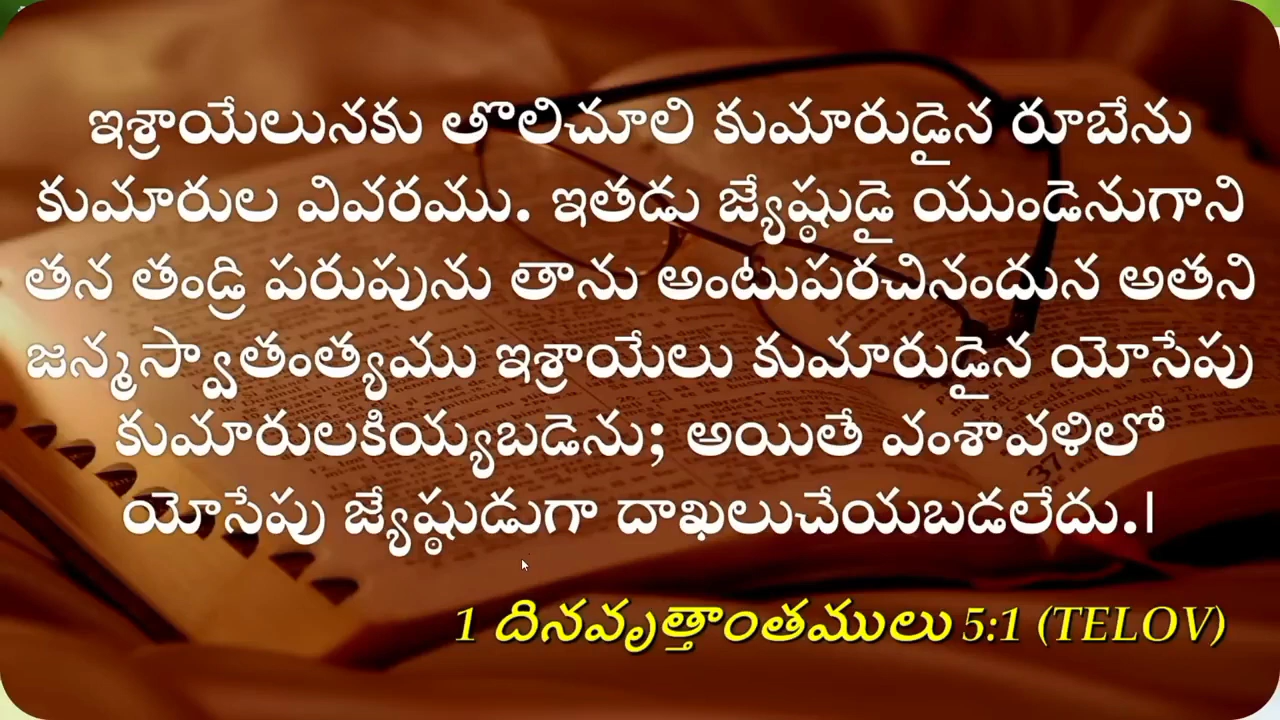 ఇశ్రాయేలునకు తొలిచూలి కుమారుడైన రూబేను
కుమారుల వివరము. ఇతడు జ్యేష్ఠుడై యుండెనుగాని
తన తండ్రి పరుపును తాను అంటుపరచినందున అతని
జన్మస్వాతంత్యము ఇశ్రాయేలు కుమారుడైన యోసేపు
కుమారులకియ్యబడెను; అయితే వంశావళిలో
యోసేపు జ్యేష్ఠుడుగా దాఖలుచేయబడలేదు.|
1 దినవృత్తాంతములు 5:1 (TELOV)